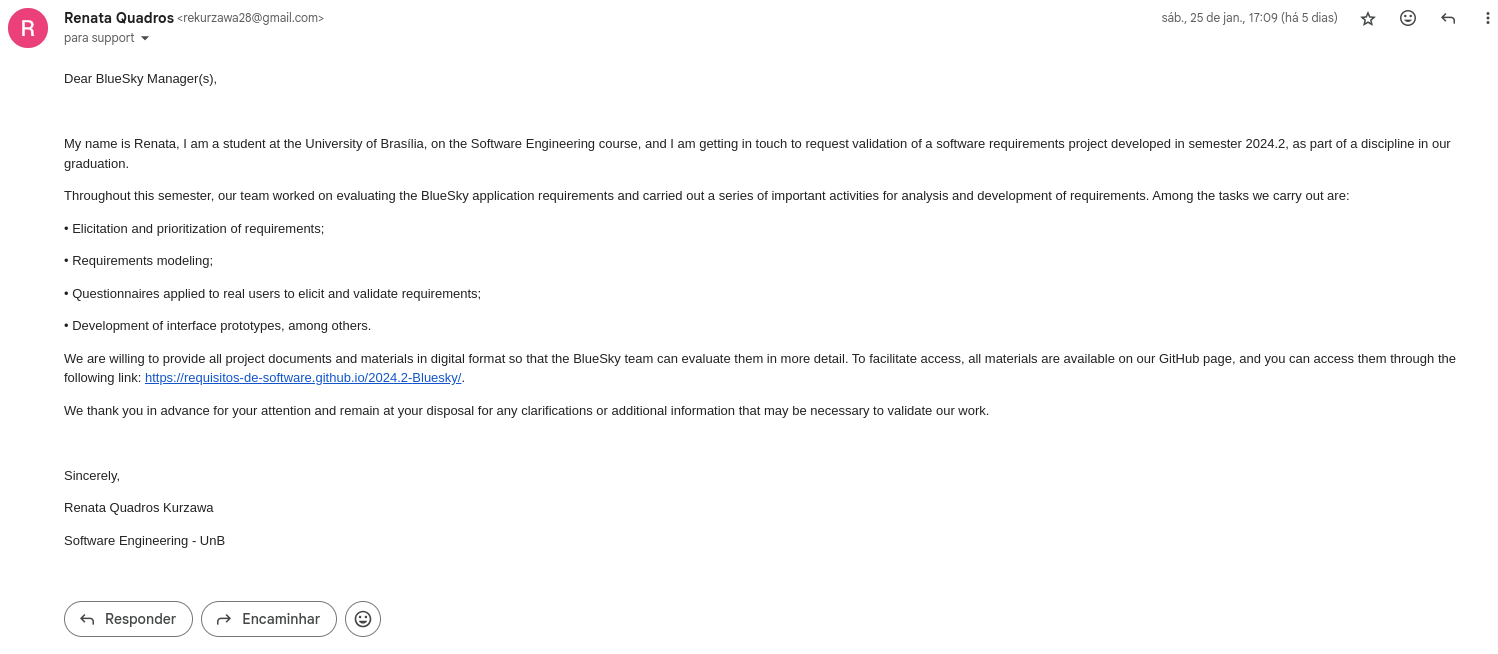 R
Renata Quadros <rekurzawa28@gmail.com>
sáb., 25 de jan., 17:09 (há 5 dias)
para support
Dear BlueSky Manager(s),
My name is Renata, I am a student at the University of Brasília, on the Software Engineering course, and I am getting in touch to request validation of a software requirements project developed in semester 2024.2, as part of a discipline in our
graduation.
Throughout this semester, our team worked on evaluating the BlueSky application requirements and carried out a series of important activities for analysis and development of requirements. Among the tasks we carry out are:
• Elicitation and prioritization of requirements;
• Requirements modeling;
• Questionnaires applied to real users to elicit and validate requirements;
• Development of interface prototypes, among others.
We are willing to provide all project documents and materials in digital format so that the BlueSky team can evaluate them in more detail. To facilitate access, all materials are available on our GitHub page, and you can access them through the
following link: https://requisitos-de-software.github.io/2024.2-Bluesky/.
We thank you in advance for your attention and remain at your disposal for any clarifications or additional information that may be necessary to validate our work.
Sincerely,
Renata Quadros Kurzawa
Software Engineering - UnB
Responder
Encaminhar